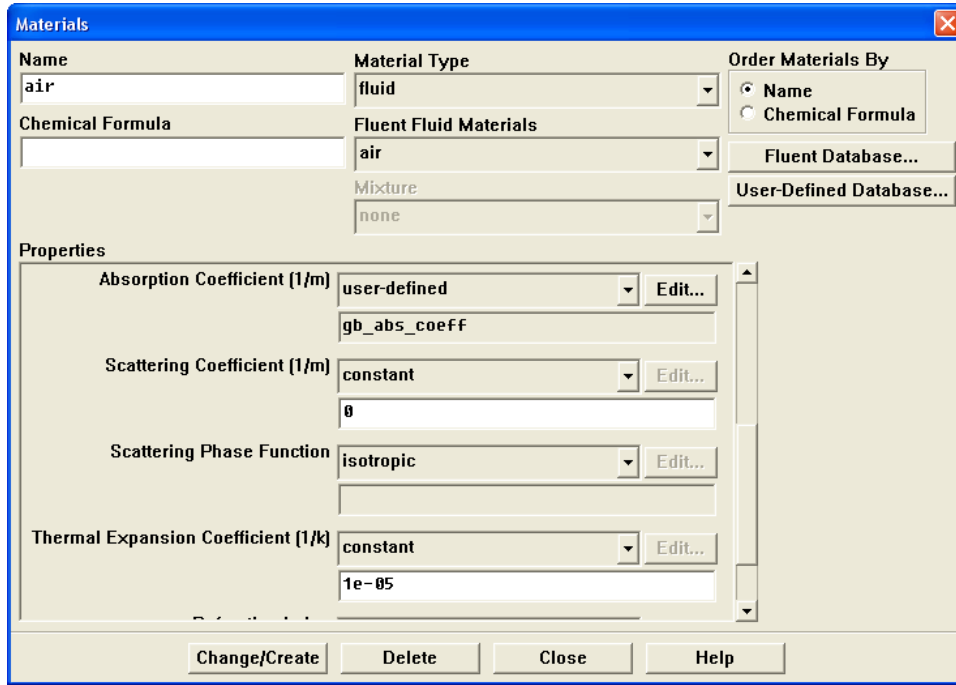 Materials
Name
air
Chemical Formula
Material Type
fluid
Fluent Fluid Materials
air
Mixture
none
Order Materials By
Name
Chemical Formula
Fluent Database...
User-Defined Database...
Properties
Absorption Coefficient (1/m)
user-defined
Edit...
gb_abs_coeff
Scattering Coefficient (1/m)
constant
Edit...
0
Scattering Phase Function
isotropic
Edit...
Thermal Expansion Coefficient (1/k)
constant
Edit...
1e-05
Change/Create
Delete
Close
Help